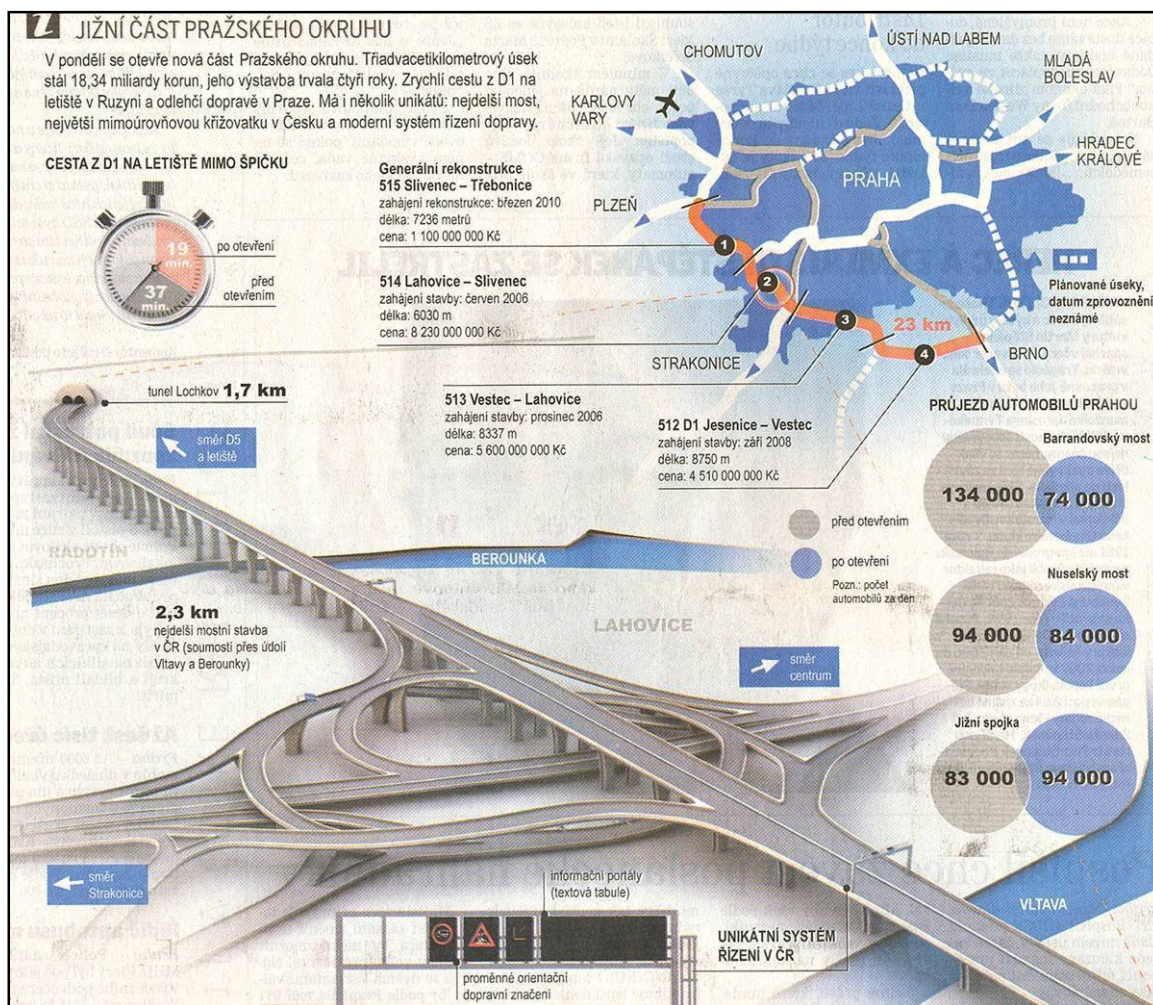 i JIŽNÍ ČÁST PRAŽSKÉHO OKRUHU
V pondělí se otevře nová část Pražského okruhu. Třiadvacetikilometrový úsek
stál 18,34 miliardy korun, jeho výstavba trvala čtyři roky. Zrychlí cestu z D1 na
letiště v Ruzyni a odlehčí dopravě v Praze. Má i několik unikátů: nejdelší most,
největší mimoúrovňovou křižovatku v Česku a moderní systém řízení dopravy.
CESTA Z D1 NA LETIŠTĚ MIMO ŠPIČKU
19
min.
po otevření
37
min.
před
otevřením
Generální rekonstrukce
515 Slivenec – Třebonice
zahájení rekonstrukce: březen 2010
délka: 7236 metrů
cena: 1 100 000 000 Kč
514 Lahovice – Slivenec
zahájení stavby: červen 2006
délka: 6030 m
cena: 8 230 000 000 Kč
513 Vestec – Lahovice
zahájení stavby: prosinec 2006
délka: 8337 m
cena: 5 600 000 000 Kč
512 D1 Jesenice – Vestec
zahájení stavby: září 2008
délka: 8750 m
cena: 4 510 000 000 Kč
CHOMUTOV
ÚSTÍ NAD LABEM
MLADÁ
BOLESLAV
KARLOVY
VARY
HRADEC
KRÁLOVÉ
PRAHA
PLZEŇ
1
2
3
4
23 km
STRAKONICE
BRNO
Plánované úseky,
datum zprovoznění
neznámé
tunel Lochkov 1,7 km
směr D5
a letiště
RADOTÍN
BEROUNKA
2,3 km
nejdelší mostní stavba
v ČR (soumostí přes údolí
Vltavy a Berounky)
LAHOVICE
směr
centrum
směr
Strakonice
PRŮJEZD AUTOMOBILŮ PRAHOU
Barrandovský most
134 000
74 000
před otevřením
po otevření
Pozn.: počet
automobilů za den
Nuselský most
94 000
84 000
Jižní spojka
83 000
94 000
VLTAVA
informační portály
(textová tabule)
proměnné orientační
dopravní značení
UNIKÁTNÍ SYSTÉM
ŘÍZENÍ V ČR